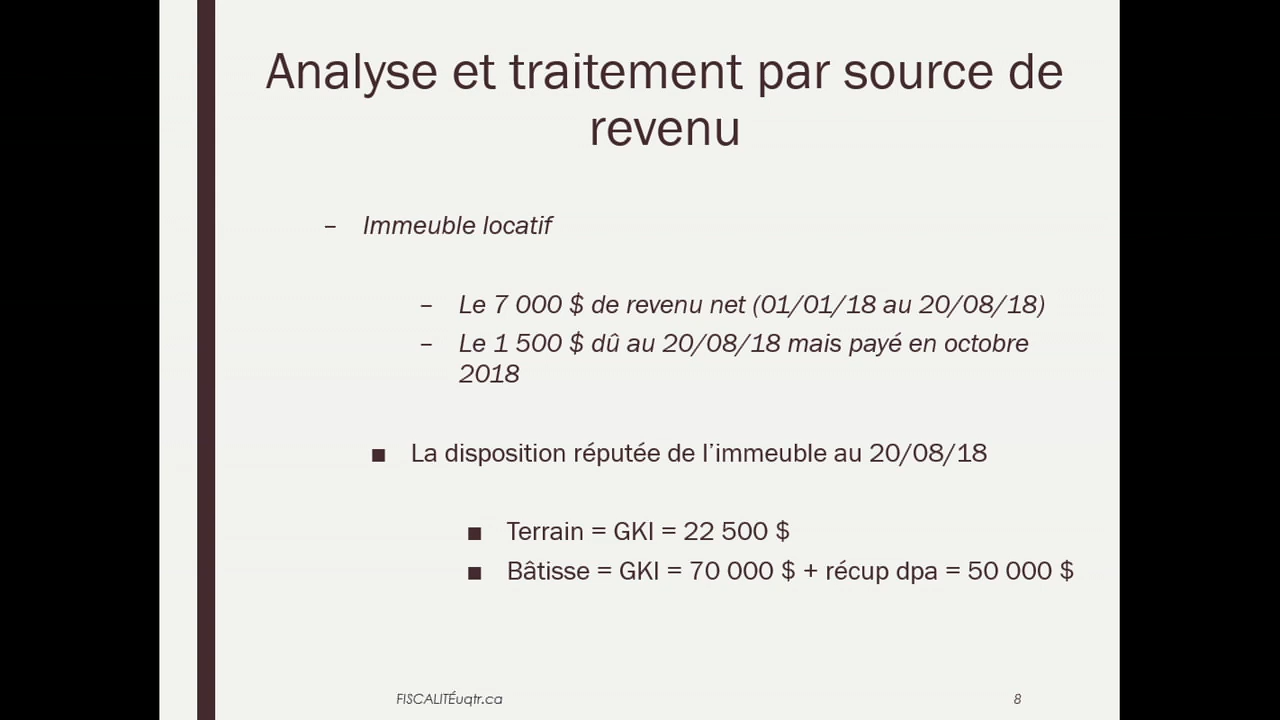 Analyse et traitement par source de
revenu
– Immeuble locatif
– Le 7 000 $ de revenu net (01/01/18 au 20/08/18)
– Le 1 500 $ dû au 20/08/18 mais payé en octobre
2018
■ La disposition réputée de l'immeuble au 20/08/18
■ Terrain = GKI = 22 500 $
■ Bâtisse = GKI = 70 000 $ + récup dpa = 50 000 $
FISCALITÉuqtr.ca 8